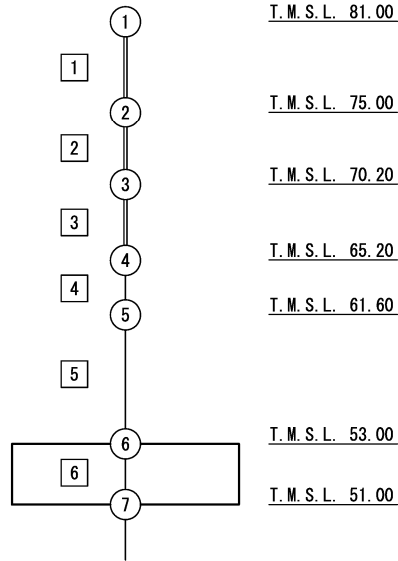 1 T.M.S.L. 81.00
1
2 T.M.S.L. 75.00
2
3 T.M.S.L. 70.20
3
4 T.M.S.L. 65.20
4
5 T.M.S.L. 61.60
5
6 T.M.S.L. 53.00
6
7 T.M.S.L. 51.00